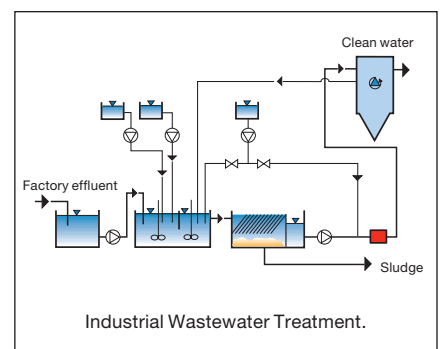 Clean water
Factory effluent
Sludge
Industrial Wastewater Treatment.